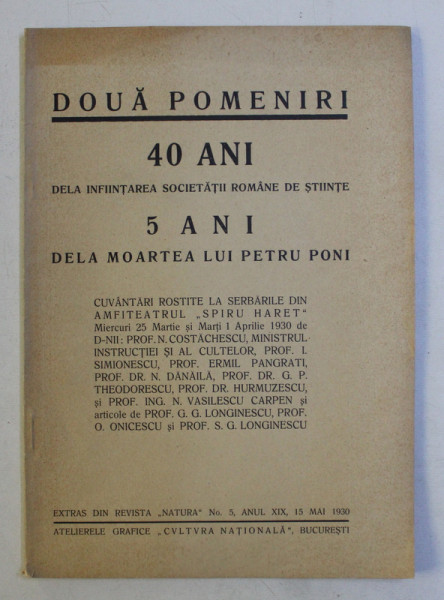 DOUĂ POMENIRI
40 ANI
DELA INFIINȚAREA SOCIETĂȚII ROMÂNE DE ȘTIINȚE
5 ANI
DELA MOARTEA LUI PETRU PONI
CUVÂNTĂRI ROSTITE LA SERBĂRILE DIN
AMFITEATRUL „SPIRU HARET“
Miercuri 25 Martie și Marți 1 Aprilie 1930 de
D-NII: PROF. N. COSTĂCHESCU, MINISTRUL
INSTRUCȚIEI ȘI AL CULTELOR, PROF. I.
SIMIONESCU, PROF. ERMIL PANGRATI,
PROF. DR. N. DĂNĂILĂ, PROF. DR. G. P.
THEODORESCU, PROF. DR. HURMUZESCU,
și PROF. ING. N. VASILESCU CARPEN și
articole de PROF. G. G. LONGINESCU, PROF.
O. ONICESCU și PROF. S. G. LONGINESCU
EXTRAS DIN REVISTA „NATURA“ No. 5, ANUL XIX, 15 MAI 1930
ATELIERELE GRAFICE „CVLTVRA NAȚIONALĂ“, BUCUREȘTI